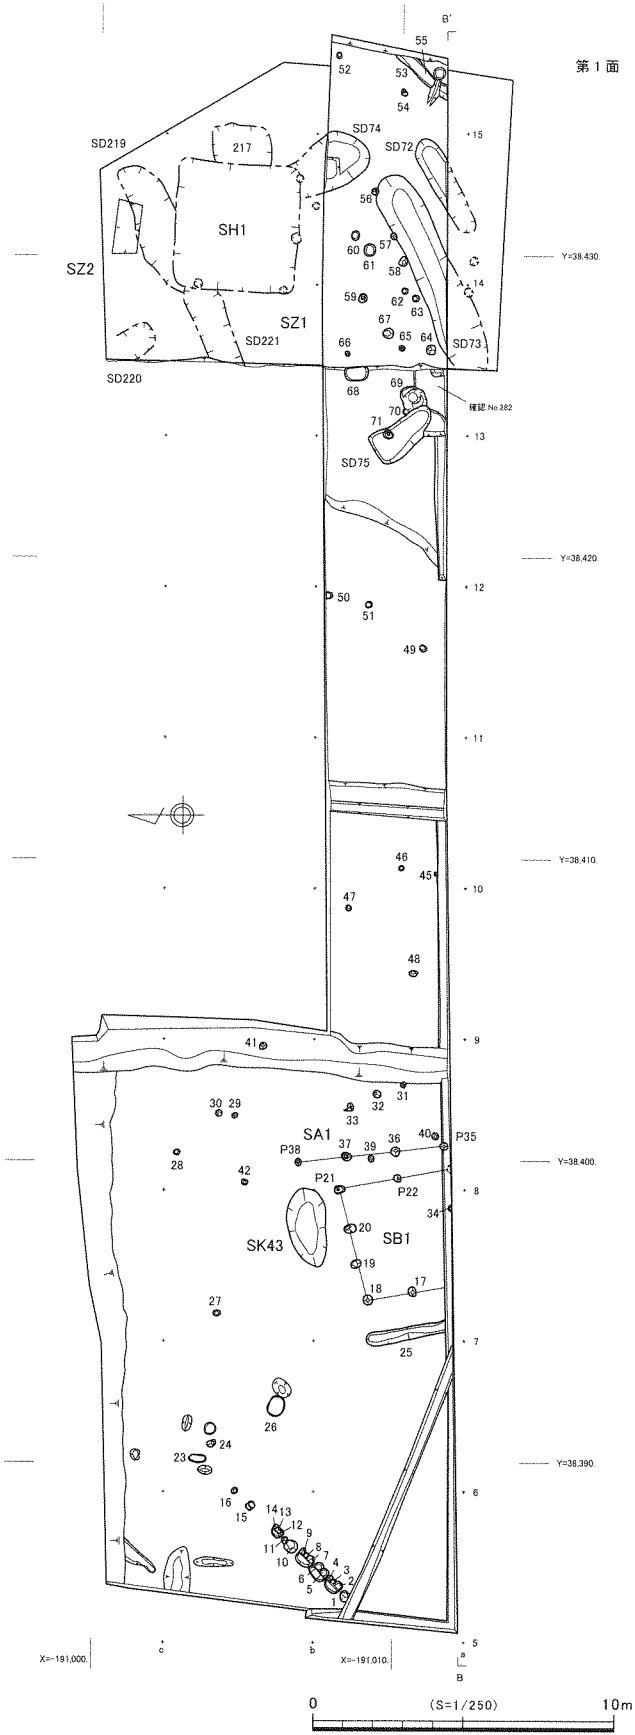 B'
第1面
55
52
53
54
15
SD74
SD72
SD219
217
56
SH1
57
60
61
58
Y=38,430.
SZ2
14
59
62
63
SZ1
67
65
64
66
SD73
SD221
SD220
68
69
確認 No.282
70
71
13
SD75
Y=38,420.
12
50
51
49
11
46
Y=38,410.
45
10
47
48
9
41
31
32
30
29
33
SA1
40
P35
37
39
36
P38
28
Y=38,400.
42
P21
P22
8
34
20
SB1
SK43
19
17
18
27
7
25
26
24
23
Y=38,390.
16
6
15
14
13
12
11
10
9
8
7
6
5
4
3
2
1
5
c
b
a
X=-191,000.
X=-191,010.
B
0
(S=1/250)
10m